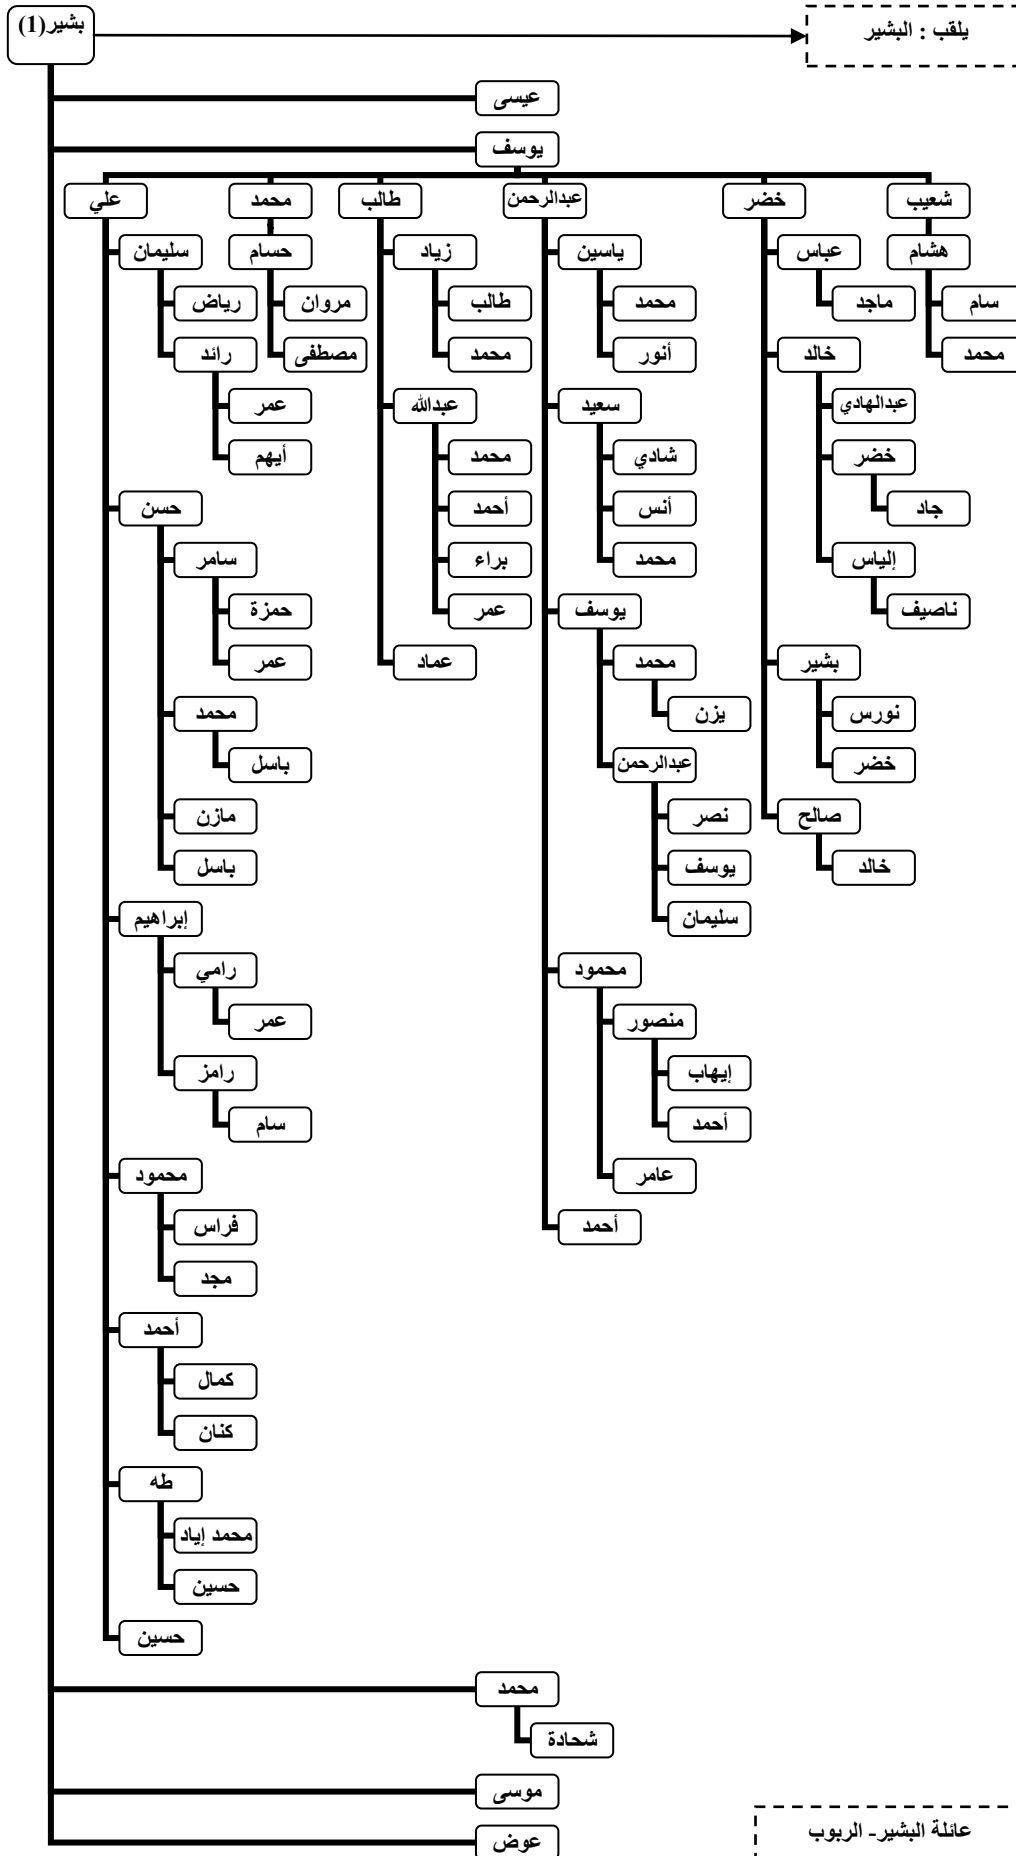 بشير(1)
يلقب : البشير
عيسى
يوسف
شعيب
خضر
عبدالرحمن
طالب
محمد
علي
هشام
عباس
ياسين
زياد
حسام
سليمان
سام
ماجد
محمد
طالب
مروان
رياض
محمد
خالد
أنور
محمد
مصطفى
رائد
عبدالهادي
سعيد
عبدالله
عمر
خضر
شادي
محمد
أيهم
جاد
أنس
أحمد
حسن
إلياس
محمد
براء
سامر
ناصيف
يوسف
عمر
حمزة
بشير
محمد
عماد
عمر
نورس
يزن
محمد
خضر
عبدالرحمن
باسل
صالح
نصر
مازن
خالد
يوسف
باسل
سليمان
إبراهيم
محمود
رامي
منصور
عمر
إيهاب
رامز
أحمد
سام
عامر
محمود
أحمد
فراس
مجد
أحمد
كمال
كنان
طه
محمد إياد
حسين
حسين
محمد
شحادة
موسى
عوض
عائلة البشير- الربوب